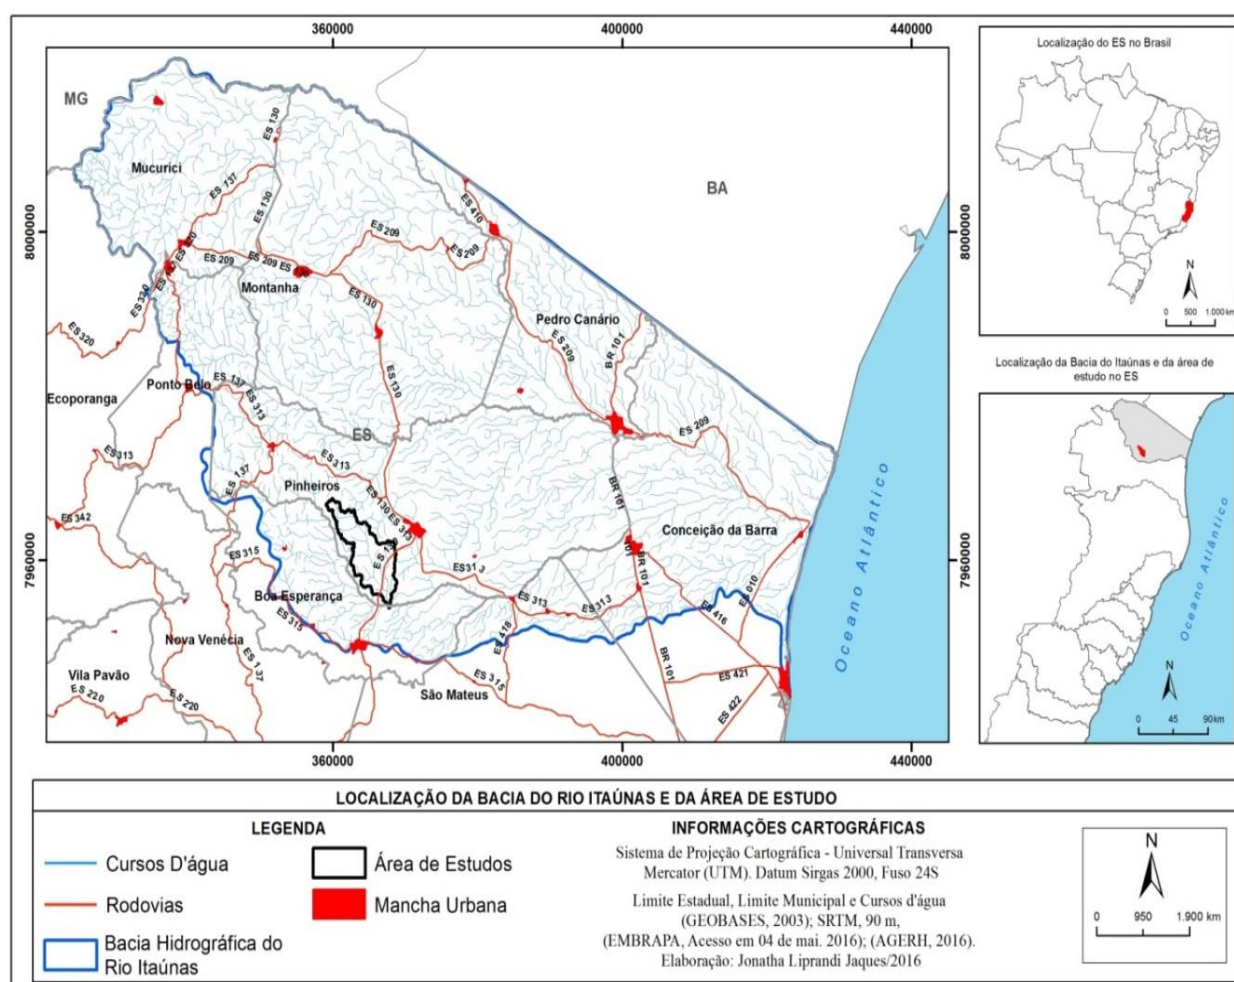 360000
400000
440000
Localização do ES no Brasil
MG
ES 130
Mucurici
ES 137
BA
ES 130
ES 410
8000000
8000000
ES 209
ES 209
ES 209
ES 209
Montanha
ES 320
ES 130
N
Pedro Canário
0 500 1.000 km
ES 320
ES 209
BR 101
Localização da Bacia do Itaúnas e da área de
estudo no ES
Ponto Belo
ES 137
ES 130
Ecoporanga
ES 313
ES 209
ES
ES313
ES 313
ES 137
Pinheiros
BR 101
ES 130
ES 313
ES 342
Conceição da Barra
Oceano Atlântico
Oceano Atlântico
7960000
7960000
ES 315
BR 101
ES 010
Boa Esperança
ES 313
ES 313
ES 416
ES 315
ES 418
Nova Venécia
N
ES 137
BR 101
ES 421
Vila Pavão
São Mateus
ES 315
ES 220
ES 220
ES 422
0 45 90 km
360000
400000
440000
LOCALIZAÇÃO DA BACIA DO RIO ITAÚNAS E DA ÁREA DE ESTUDO
LEGENDA
Cursos D'água
Área de Estudos
Rodovias
Mancha Urbana
Bacia Hidrográfica do
Rio Itaúnas
INFORMAÇÕES CARTOGRÁFICAS
Sistema de Projeção Cartográfica - Universal Transversa
Mercator (UTM). Datum Sirgas 2000, Fuso 24S
Limite Estadual, Limite Municipal e Cursos d'água
(GEOBASES, 2003); SRTM, 90 m,
(EMBRAPA, Acesso em 04 de mai. 2016); (AGERH, 2016).
Elaboração: Jonatha Liprandi Jaques/2016
N
0 950 1.900 km